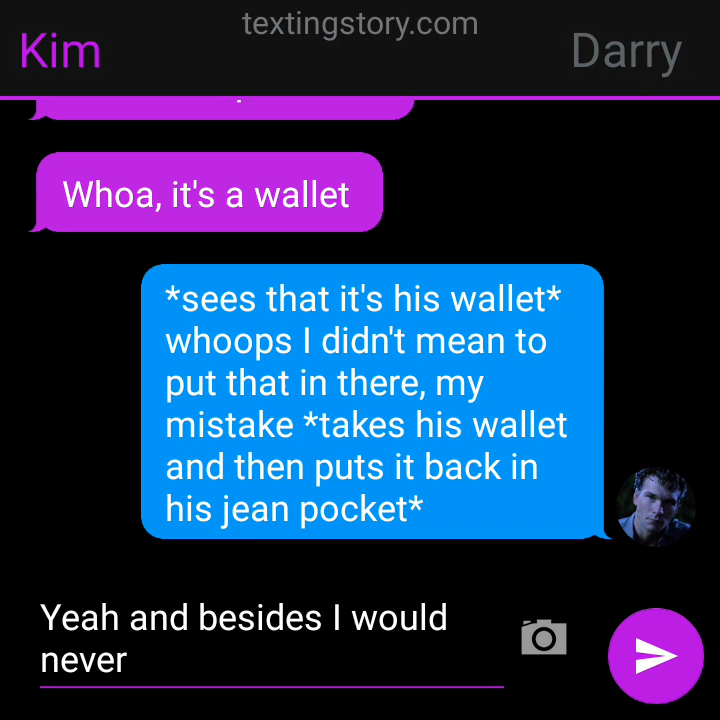 textingstory.com
Kim
Darry
Whoa, it's a wallet
*sees that it's his wallet*
whoops I didn't mean to
put that in there, my
mistake *takes his wallet
and then puts it back in
his jean pocket*
Yeah and besides I would
never